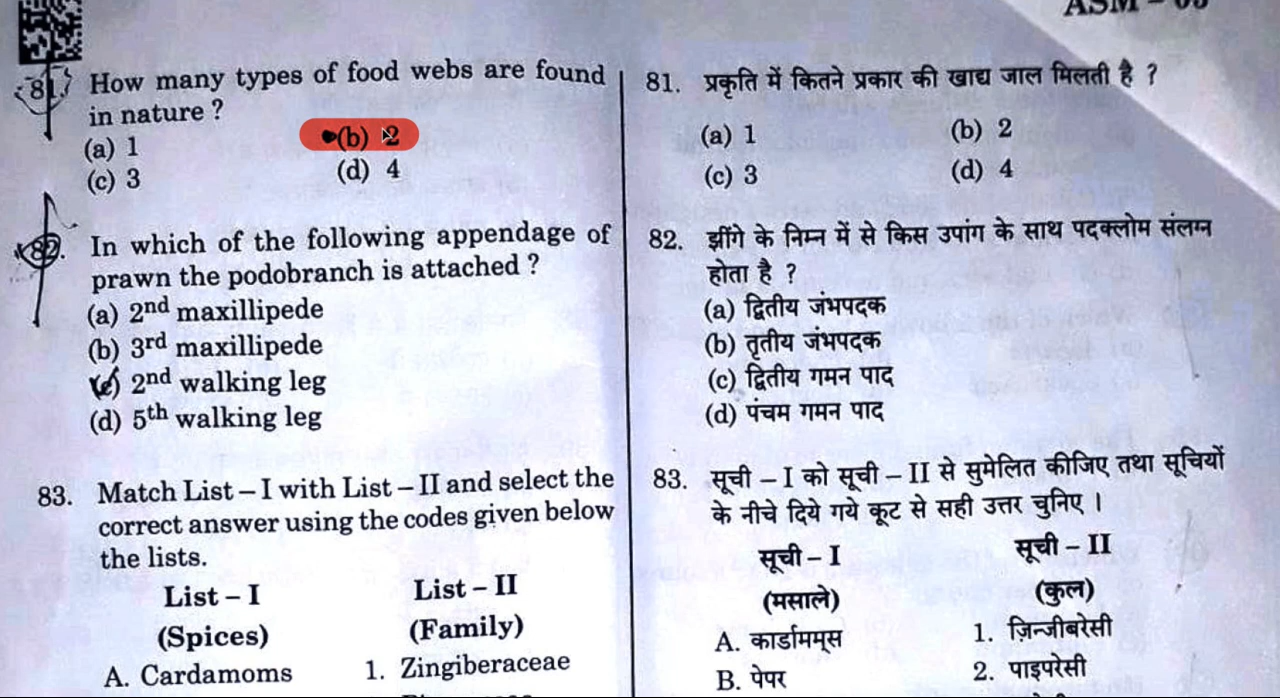 ASM – 03
81. How many types of food webs are found
in nature ?
(a) 1 (b) 2
(c) 3 (d) 4
82. In which of the following appendage of
prawn the podobranch is attached ?
(a) 2nd maxillipede
(b) 3rd maxillipede
(c) 2nd walking leg
(d) 5th walking leg
83. Match List – I with List – II and select the
correct answer using the codes given below
the lists.
List – I List – II
(Spices) (Family)
A. Cardamoms 1. Zingiberaceae
81. प्रकृति में कितने प्रकार की खाद्य जाल मिलती है ?
(a) 1 (b) 2
(c) 3 (d) 4
82. झींगे के निम्न में से किस उपांग के साथ पदक्लोम संलग्न
होता है ?
(a) द्वितीय जंभपदक
(b) तृतीय जंभपदक
(c) द्वितीय गमन पाद
(d) पंचम गमन पाद
83. सूची – I को सूची – II से सुमेलित कीजिए तथा सूचियों
के नीचे दिये गये कूट से सही उत्तर चुनिए ।
सूची – I सूची – II
(मसाले) (कुल)
A. कार्डामम्स 1. ज़िन्जीबरेसी
B. पेपर 2. पाइपरेसी